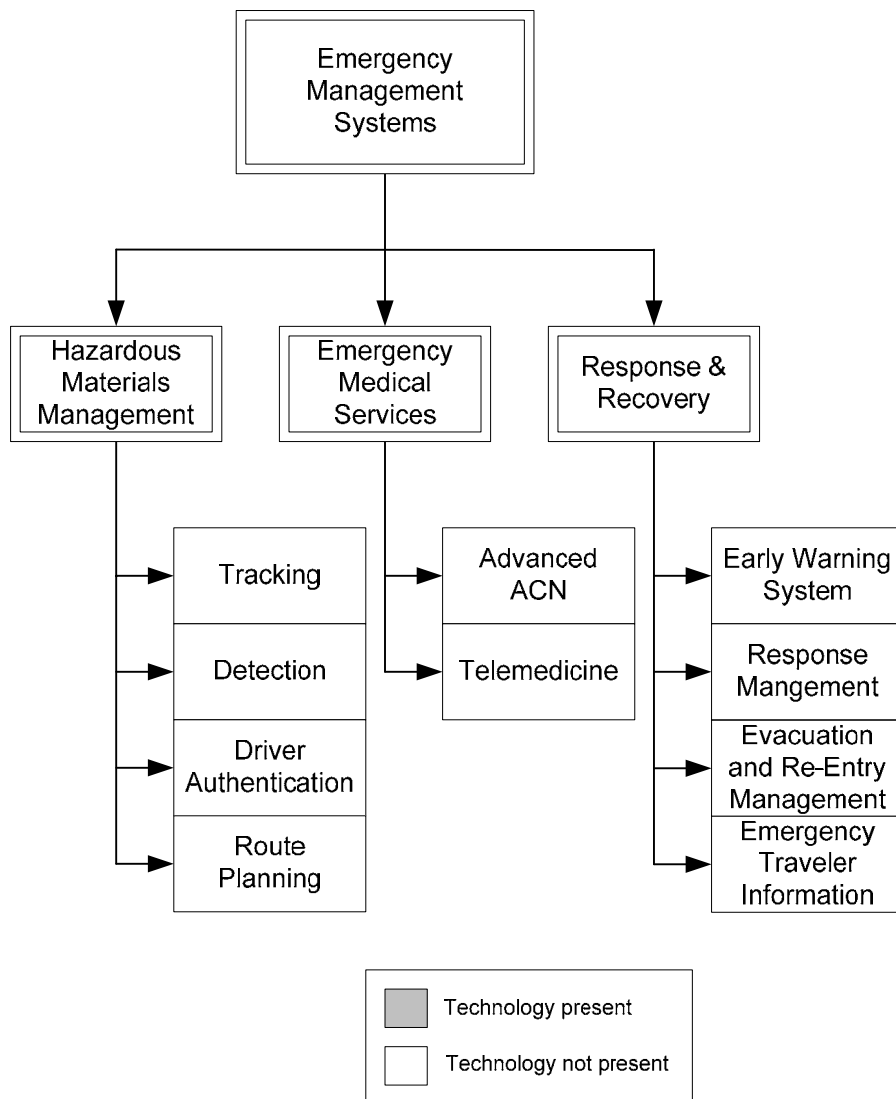 Emergency
Management
Systems
Hazardous
Materials
Management
Emergency
Medical
Services
Response &
Recovery
Tracking
Detection
Driver
Authentication
Route
Planning
Advanced
ACN
Telemedicine
Early Warning
System
Response
Mangement
Evacuation
and Re-Entry
Management
Emergency
Traveler
Information
Technology present
Technology not present